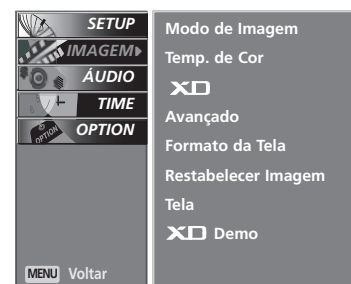 SETUP
IMAGEM
ÁUDIO
TIME
OPTION
MENU Voltar
Modo de Imagem
Temp. de Cor
XD
Avançado
Formato da Tela
Restabelecer Imagem
Tela
XD Demo